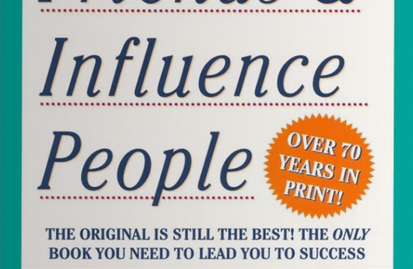 Friends &
Influence
People
OVER 70
YEARS IN
PRINT!
THE ORIGINAL IS STILL THE BEST! THE ONLY
BOOK YOU NEED TO LEAD YOU TO SUCCESS